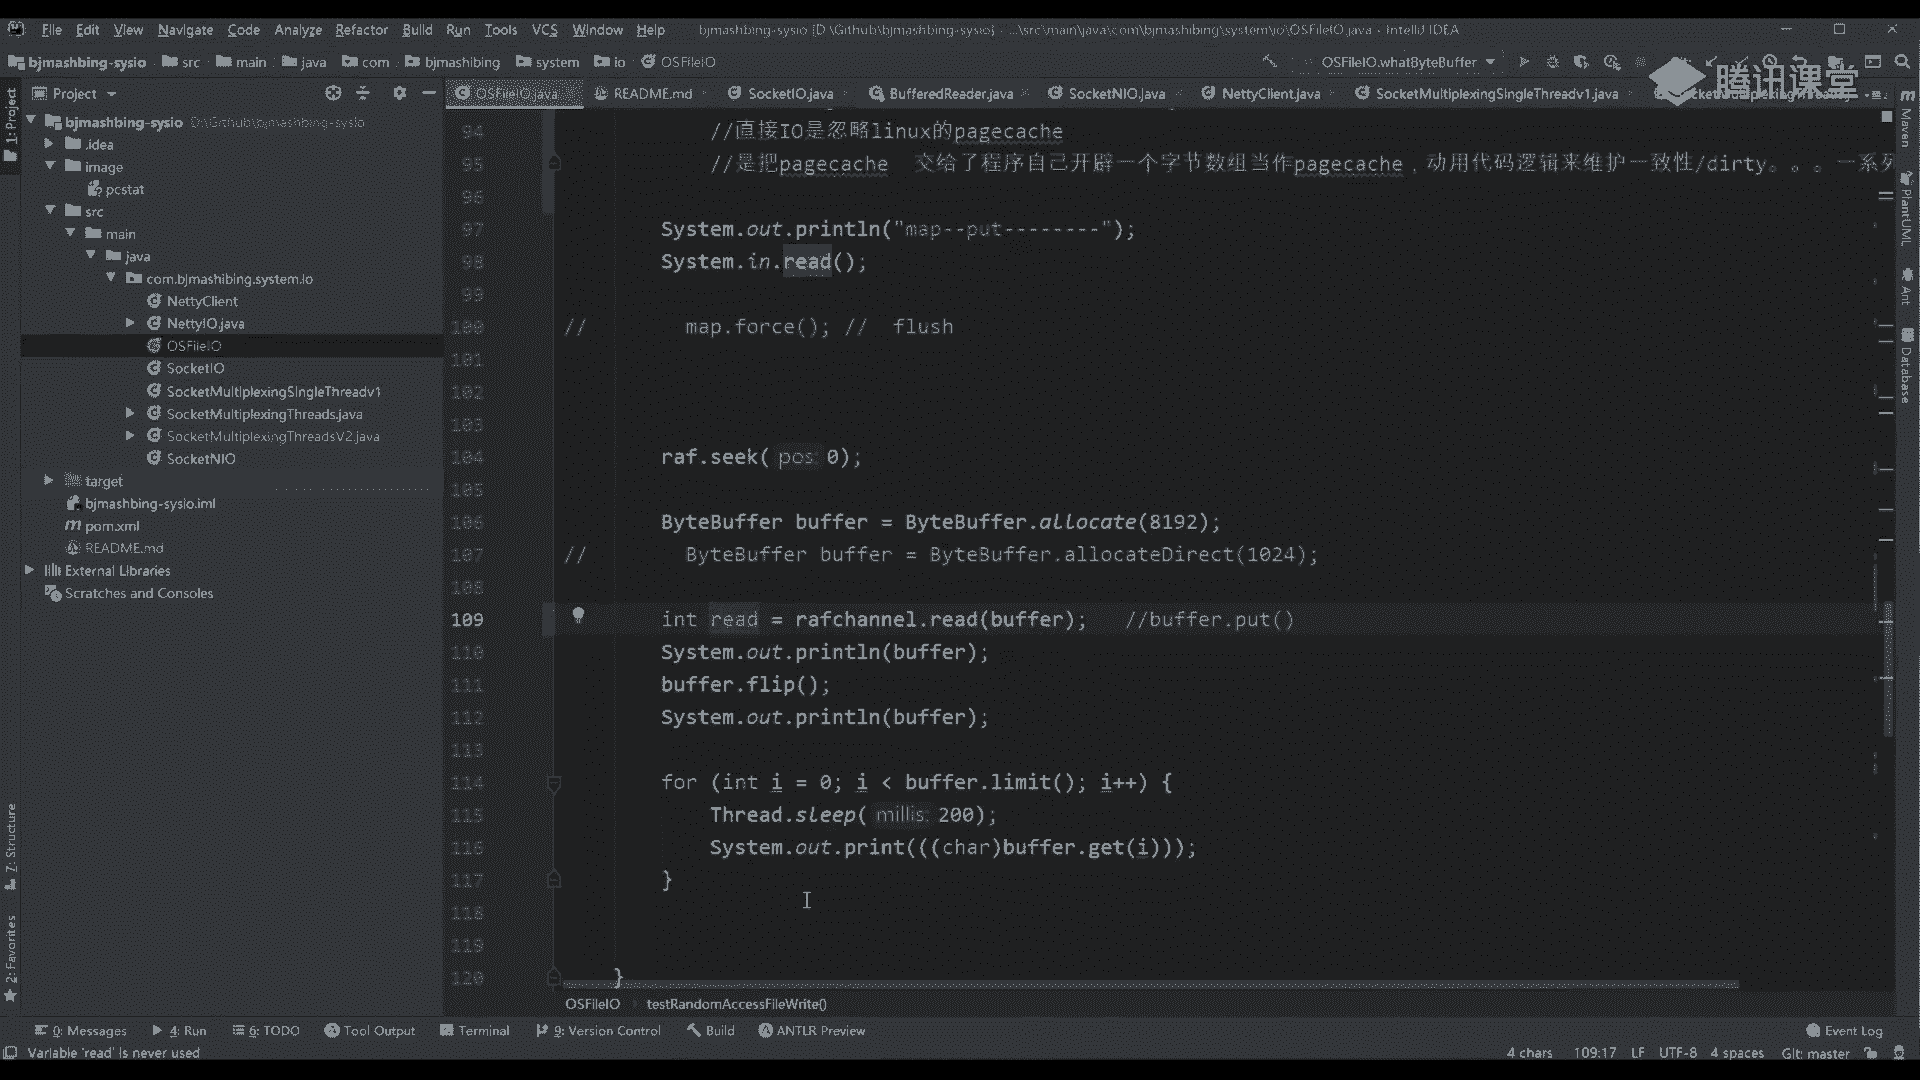 File Edit View Navigate Code Analyze Refactor Build Run Tools VCS Window Help bjmashbing-sysio [D:\Github\bjmashbing-sysio] - ...\src\main\java\com\bjmashibing\system\io\OSFileIO.java - IntelliJ IDEA
bjmashbing-sysio src main java com bjmashibing system io OSFileIO OSFileIO.whatByteBuffer
腾讯课堂
Project
OSFileIO.java README.md SocketIO.java BufferedReader.java SocketNIO.java NettyClient.java SocketMultiplexingSingleThreadv1.java
1: Project
bjmashbing-sysio D:\Github\bjmashbing-sysio
.idea
image
pcstat
src
main
java
com.bjmashibing.system.io
NettyClient
NettyIO.java
OSFileIO
SocketIO
SocketMultiplexingSingleThreadv1
SocketMultiplexingThreads.java
SocketMultiplexingThreadsV2.java
SocketNIO
target
bjmashbing-sysio.iml
pom.xml
README.md
External Libraries
Scratches and Consoles
7: Structure
2: Favorites
94 //直接IO是忽略linux的pagecache
95 //是把pagecache 交给了程序自己开辟一个字节数组当作pagecache，动用代码逻辑来维护一致性/dirty。。。一系列
96
97 System.out.println("map--put--------");
98 System.in.read();
99
100 // map.force(); // flush
101
102
103
104 raf.seek( pos: 0);
105
106 ByteBuffer buffer = ByteBuffer.allocate(8192);
107 // ByteBuffer buffer = ByteBuffer.allocateDirect(1024);
108
109 int read = rafchannel.read(buffer); //buffer.put()
110 System.out.println(buffer);
111 buffer.flip();
112 System.out.println(buffer);
113
114 for (int i = 0; i < buffer.limit(); i++) {
115 Thread.sleep( millis: 200);
116 System.out.print(((char)buffer.get(i)));
117 }
118
119
120 }
OSFileIO testRandomAccessFileWrite()
Maven
PlantUML
Ant
Database
0: Messages 4: Run 6: TODO Tool Output Terminal 9: Version Control Build ANTLR Preview Event Log
Variable 'read' is never used 4 chars 109:17 LF UTF-8 4 spaces Git: master